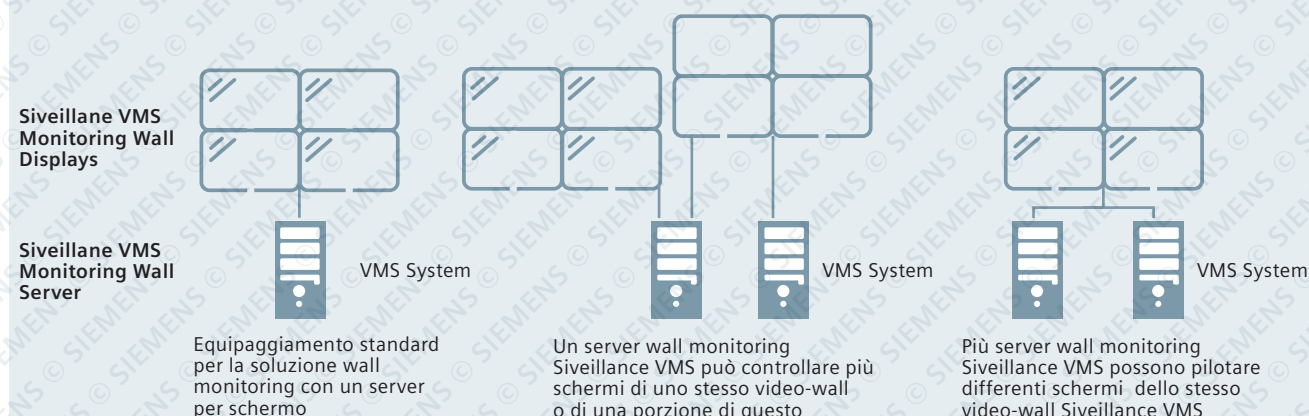 Siveillane VMS
Monitoring Wall
Displays
Siveillane VMS
Monitoring Wall
Server
VMS System
VMS System
VMS System
Equipaggiamento standard
per la soluzione wall
monitoring con un server
per schermo
Un server wall monitoring
Siveillance VMS può controllare più
schermi di uno stesso video-wall
o di una porzione di questo
Più server wall monitoring
Siveillance VMS possono pilotare
differenti schermi dello stesso
video-wall Siveillance VMS